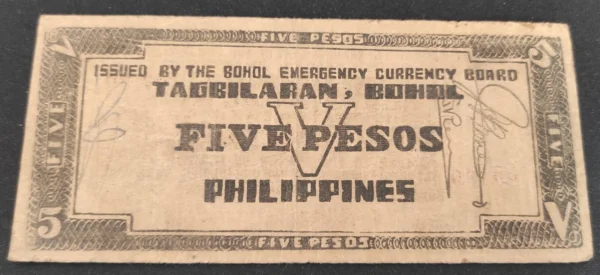 V FIVE PESOS 5
ISSUED BY THE BOHOL EMERGENCY CURRENCY BOARD
TAGBILARAN, BOHOL
FIVE FIVE PESOS FIVE
V
PHILIPPINES
5 FIVE PESOS V